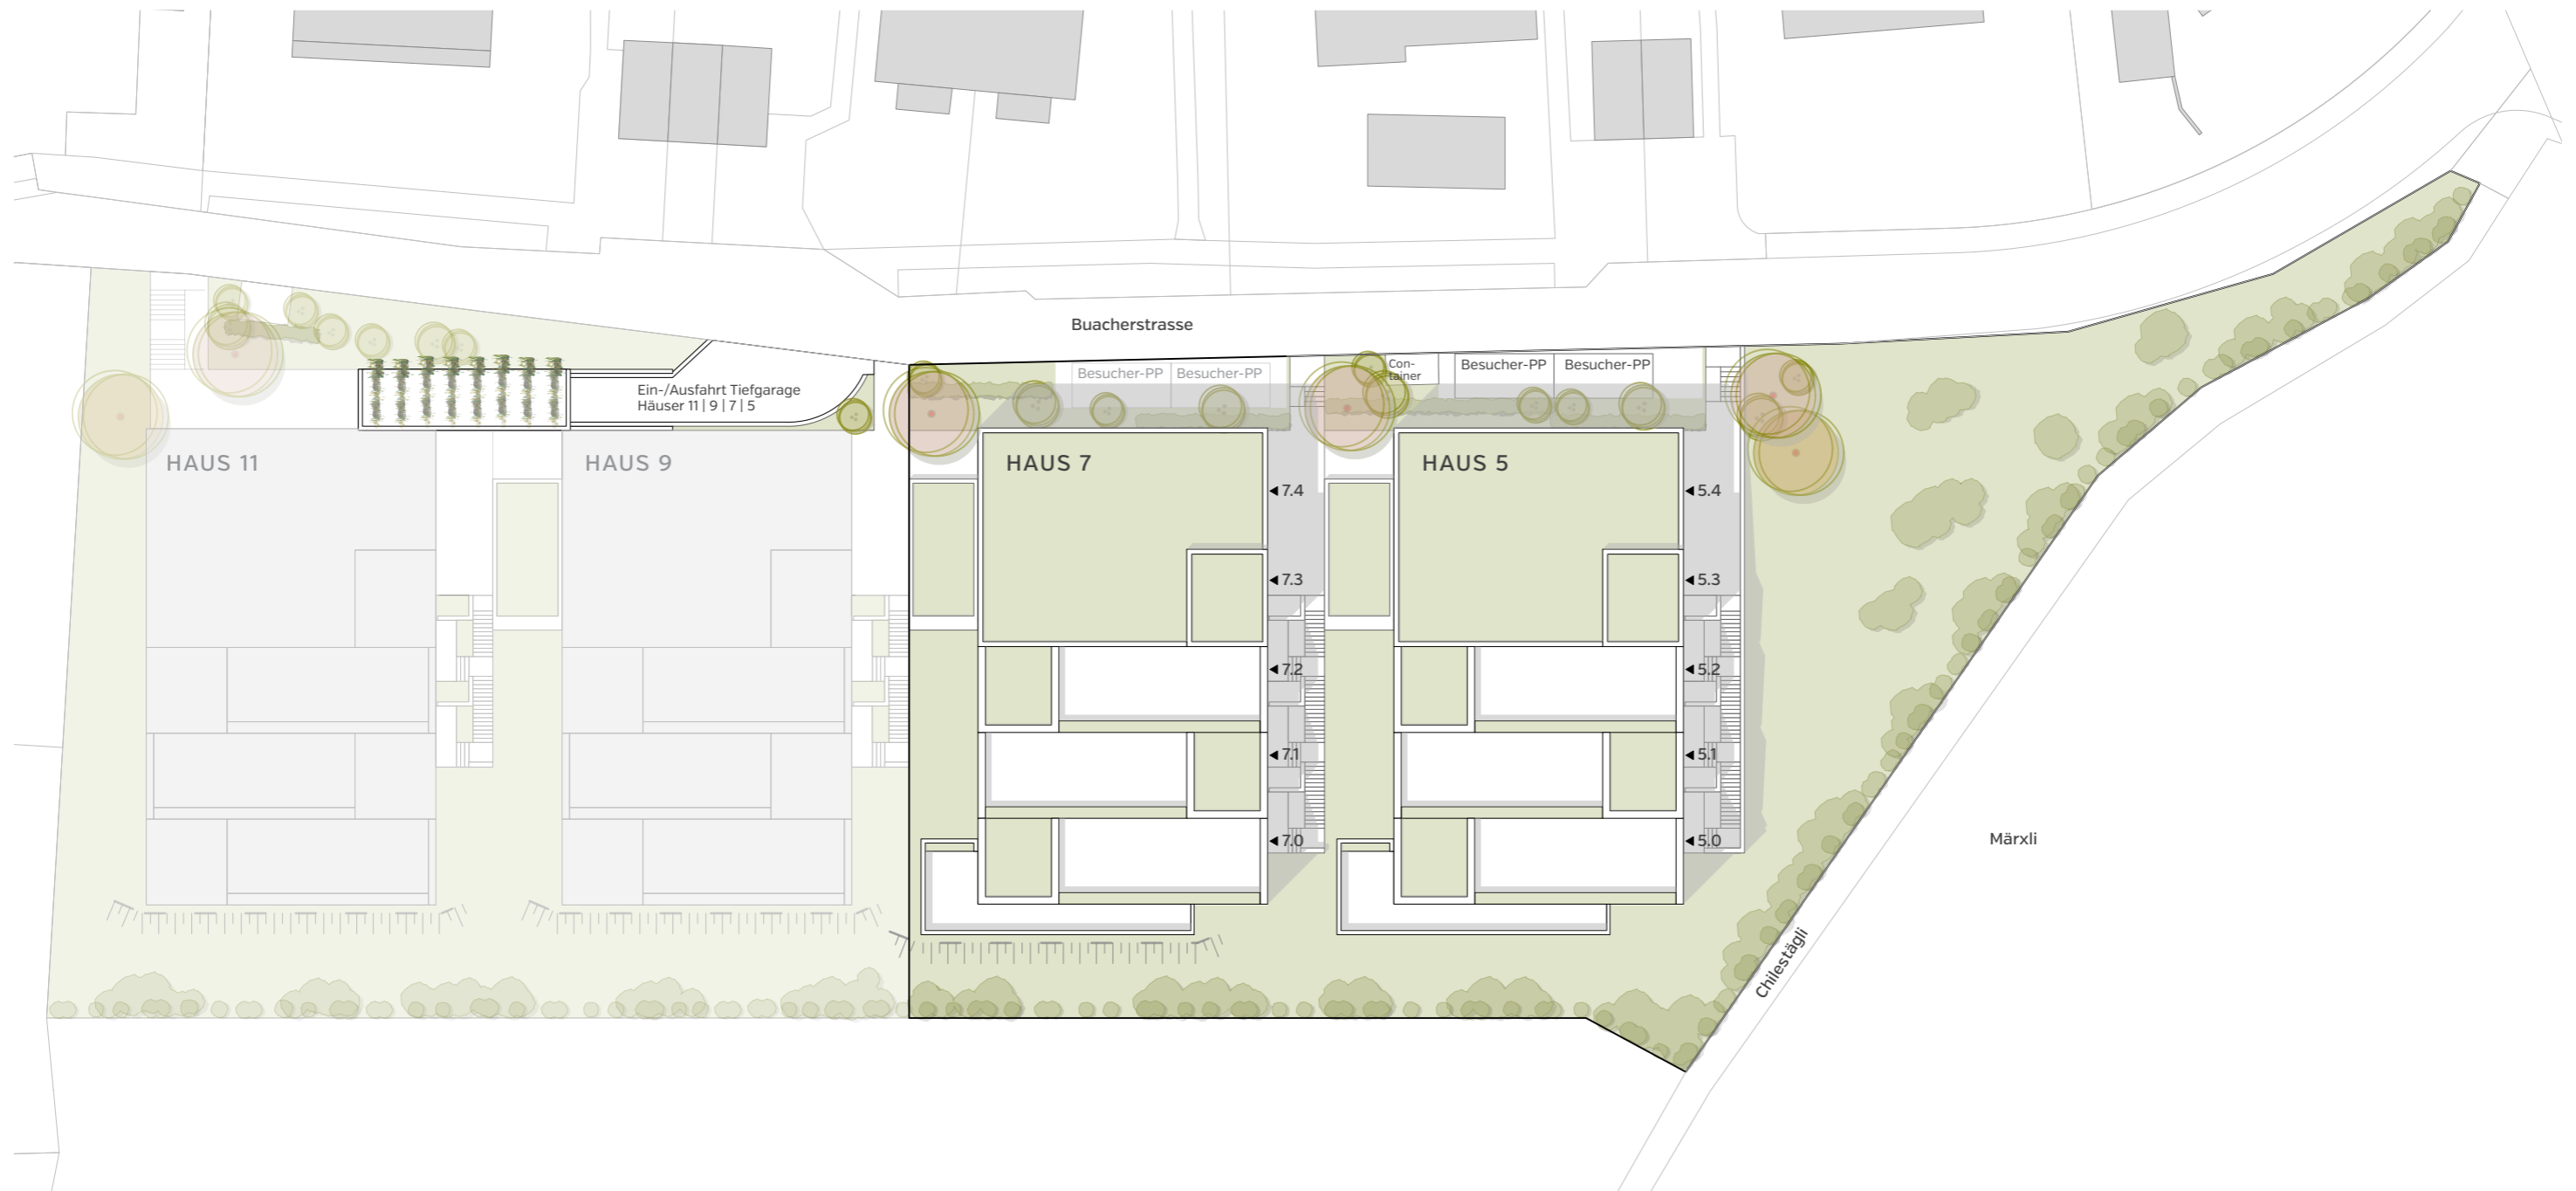 Buacherstrasse
Besucher-PP
Besucher-PP
Con-
tainer
Besucher-PP
Besucher-PP
Ein-/Ausfahrt Tiefgarage
Häuser 11 | 9 | 7 | 5
HAUS 11
HAUS 9
HAUS 7
HAUS 5
7.4
5.4
7.3
5.3
7.2
5.2
7.1
5.1
7.0
5.0
Märxli
Chilestägli